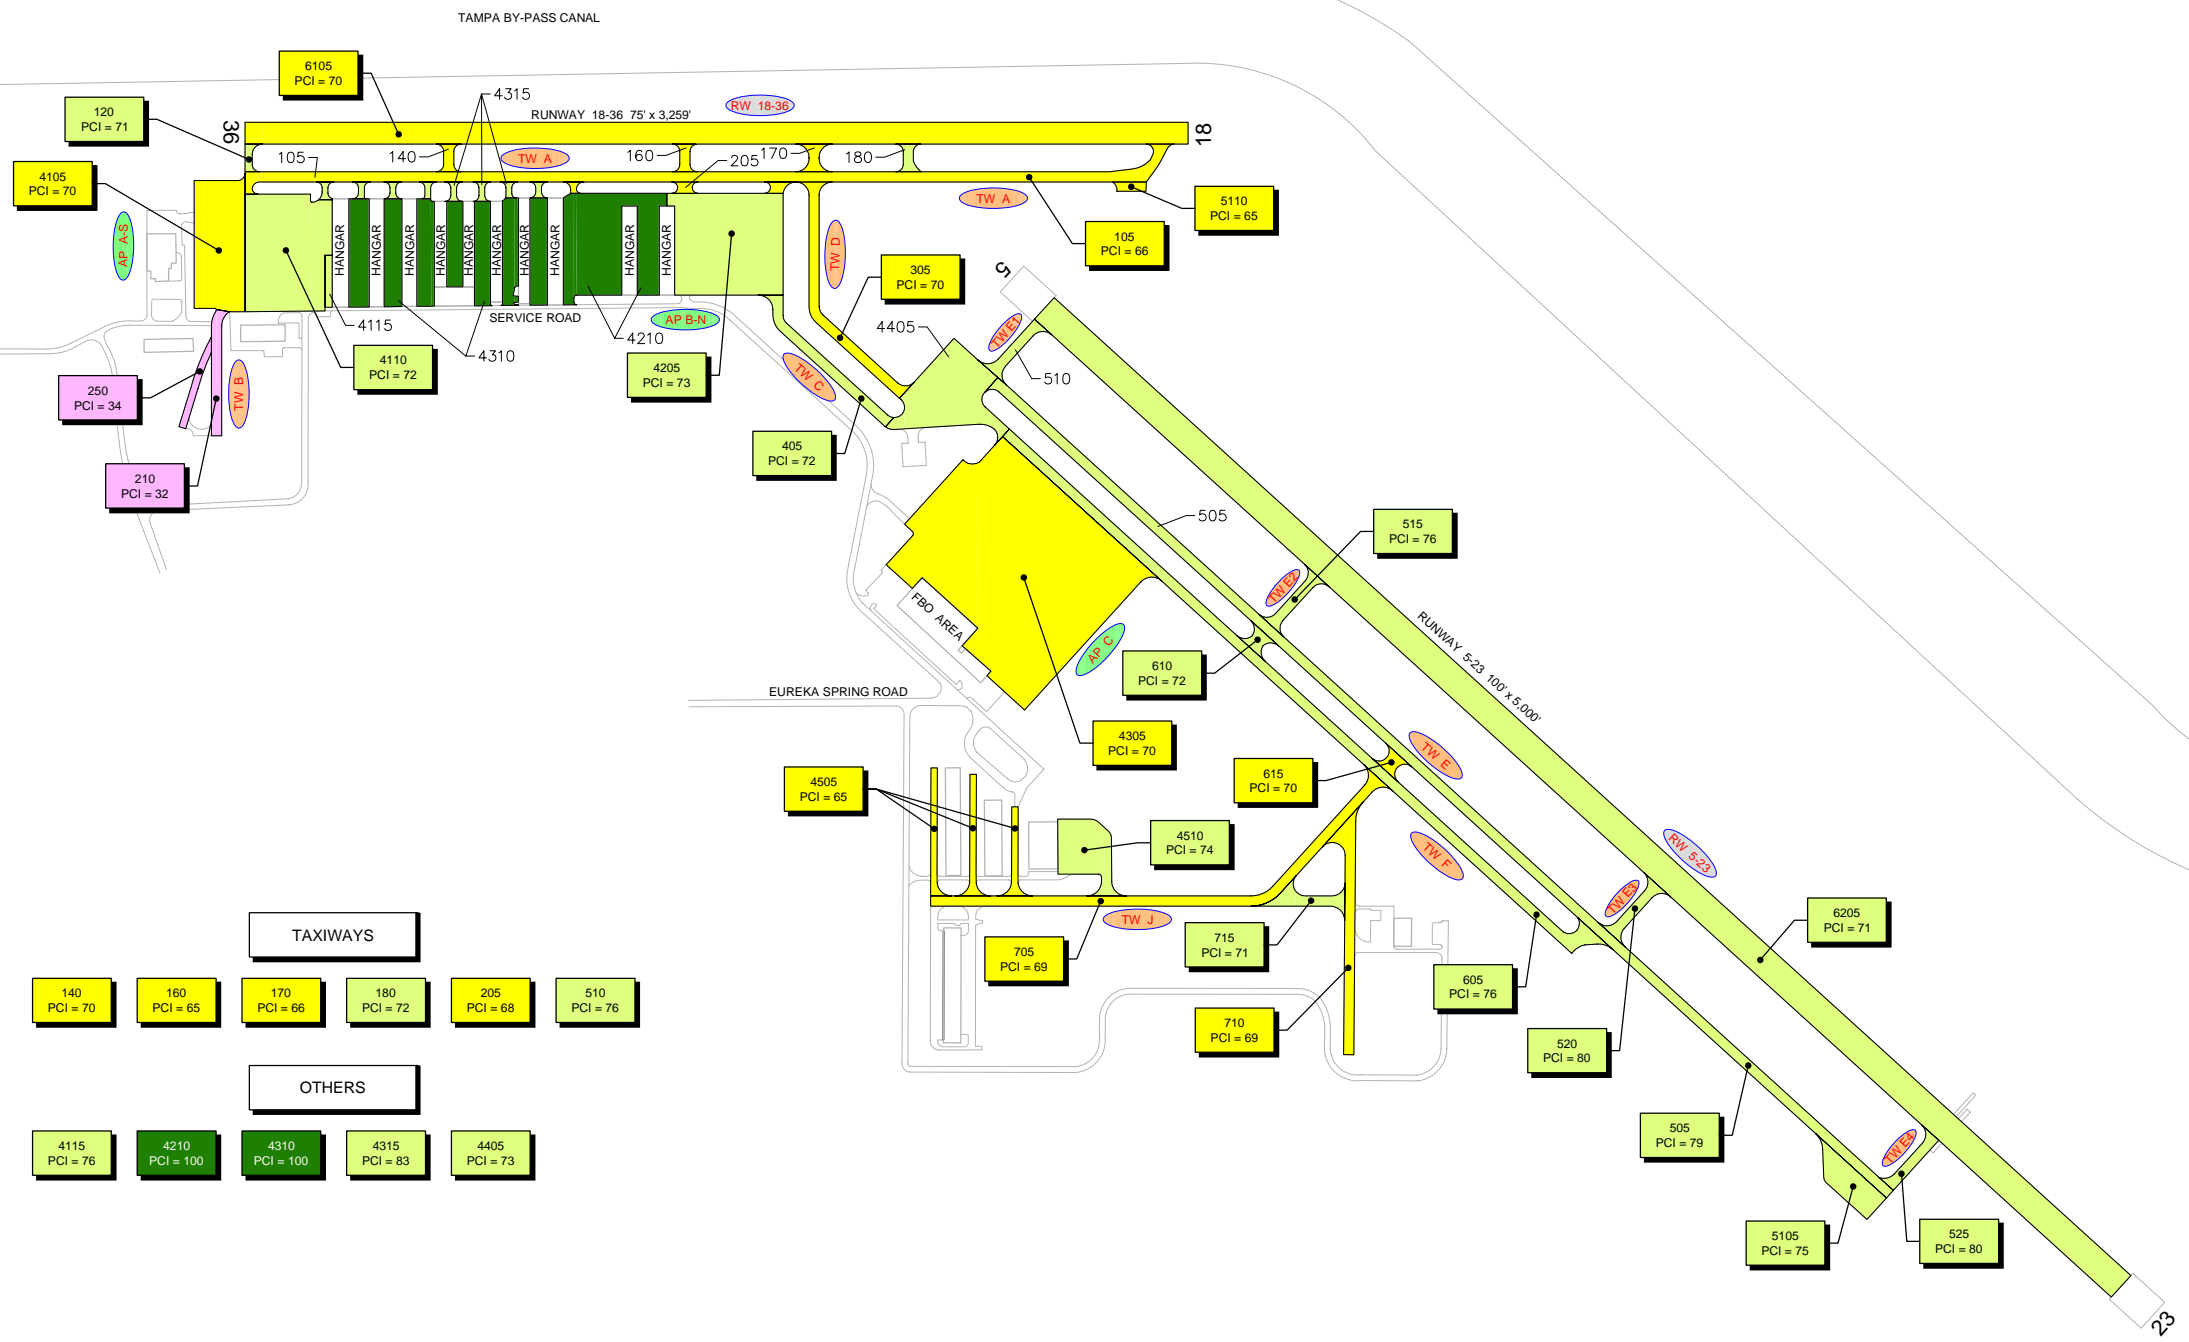 TAMPA BY-PASS CANAL
6105
PCI = 70
120
PCI = 71
4315
RW 18-36
RUNWAY 18-36 75' x 3,259'
36
18
105
140
TW A
160
205
170
180
4105
PCI = 70
TW A
5110
PCI = 65
AP A-S
HANGAR
HANGAR
HANGAR
HANGAR
HANGAR
HANGAR
HANGAR
HANGAR
HANGAR
HANGAR
TW D
105
PCI = 66
305
PCI = 70
5
4115
SERVICE ROAD
AP B-N
4405
TW E1
4310
4210
4110
PCI = 72
4205
PCI = 73
TW C
510
250
PCI = 34
TW B
405
PCI = 72
210
PCI = 32
505
515
PCI = 76
TW E2
FBO AREA
AP C
RUNWAY 5-23 100' x 5,000'
610
PCI = 72
EUREKA SPRING ROAD
4305
PCI = 70
TW E
4505
PCI = 65
615
PCI = 70
4510
PCI = 74
TW F
RW 5-23
TW E3
6205
PCI = 71
TW J
705
PCI = 69
715
PCI = 71
605
PCI = 76
710
PCI = 69
520
PCI = 80
TAXIWAYS
140
PCI = 70
160
PCI = 65
170
PCI = 66
180
PCI = 72
205
PCI = 68
510
PCI = 76
OTHERS
4115
PCI = 76
4210
PCI = 100
4310
PCI = 100
4315
PCI = 83
4405
PCI = 73
505
PCI = 79
TW E4
5105
PCI = 75
525
PCI = 80
23